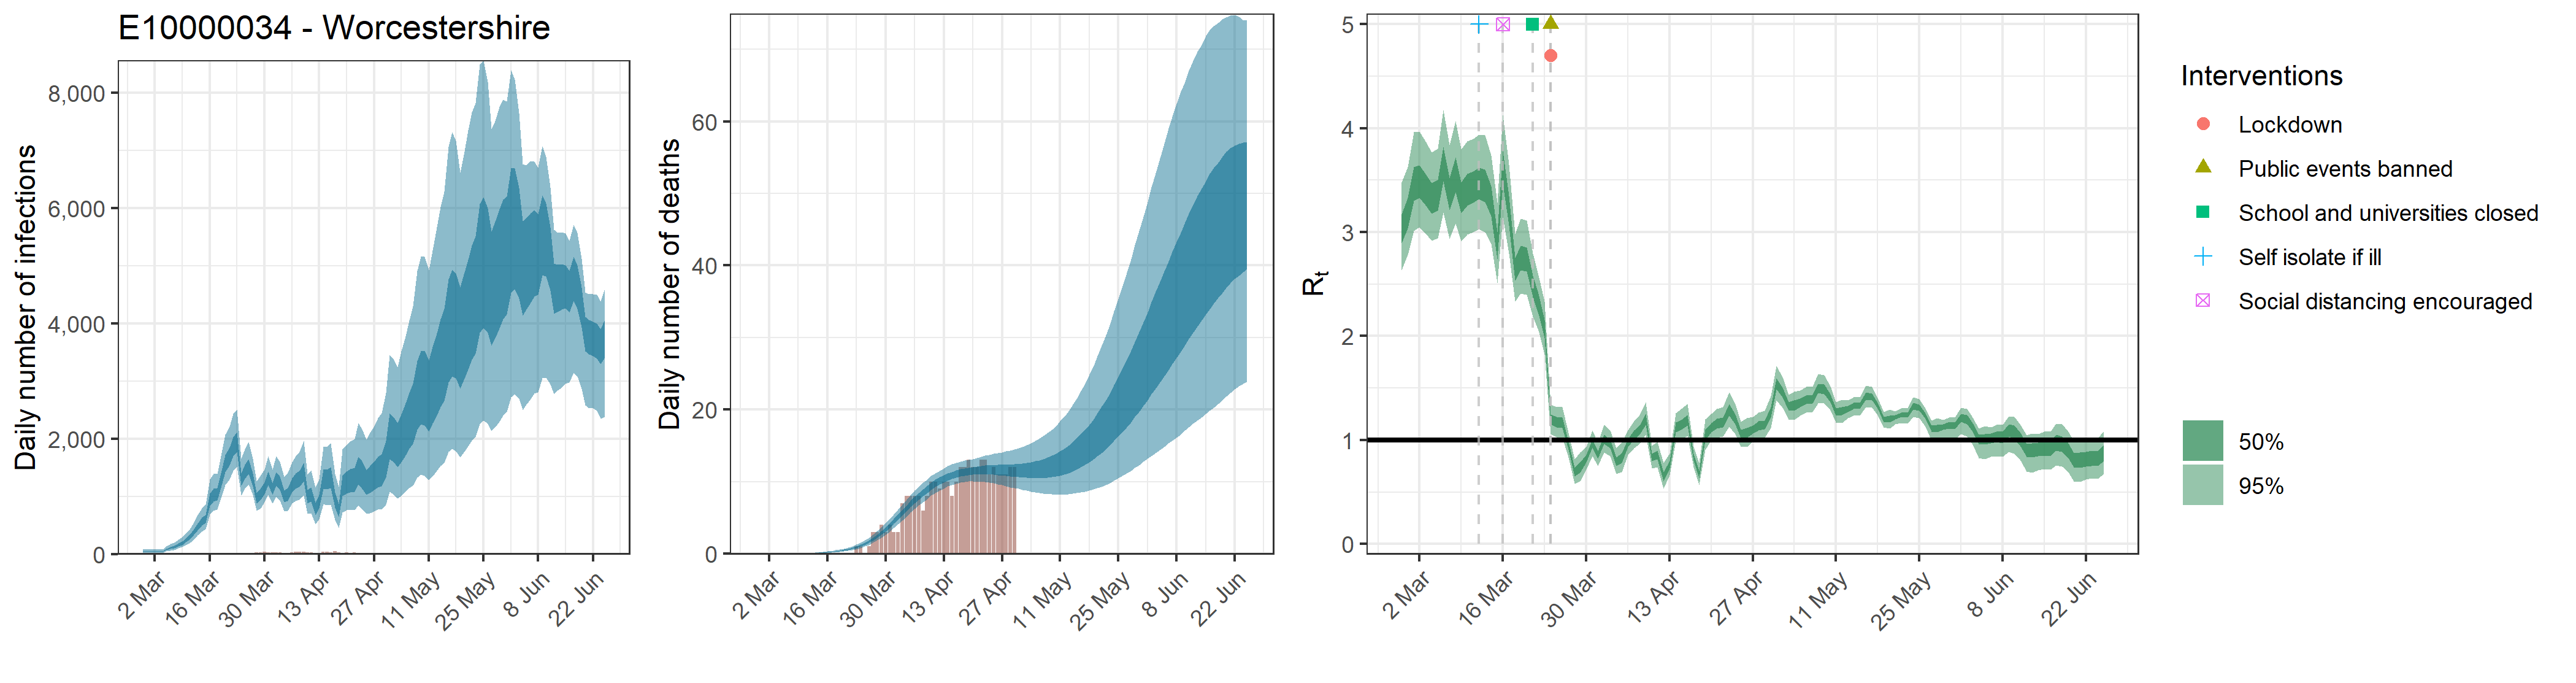 E10000034 - Worcestershire
Daily number of infections
8,000
6,000
4,000
2,000
0
2 Mar
16 Mar
30 Mar
13 Apr
27 Apr
11 May
25 May
8 Jun
22 Jun
Daily number of deaths
60
40
20
0
2 Mar
16 Mar
30 Mar
13 Apr
27 Apr
11 May
25 May
8 Jun
22 Jun
Rt
5
4
3
2
1
0
2 Mar
16 Mar
30 Mar
13 Apr
27 Apr
11 May
25 May
8 Jun
22 Jun
Interventions
Lockdown
Public events banned
School and universities closed
Self isolate if ill
Social distancing encouraged
50%
95%